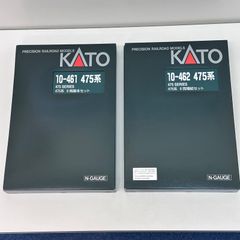 PRECISION RAILROAD MODELS
KATO
10-461 475系
475 SERIES
475系 6両基本セット
N-GAUGE
PRECISION RAILROAD MODELS
KATO
10-462 475系
475 SERIES
475系 6両増結セット
N-GAUGE